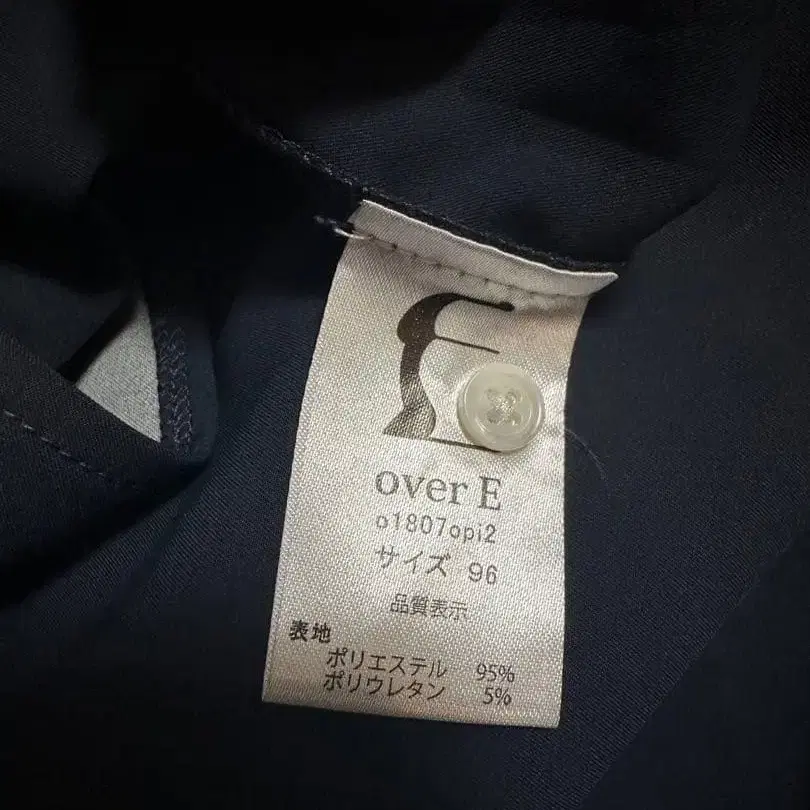 over E
o1807opi2
サイズ 96
品質表示
表地
ポリエステル 95%
ポリウレタン 5%